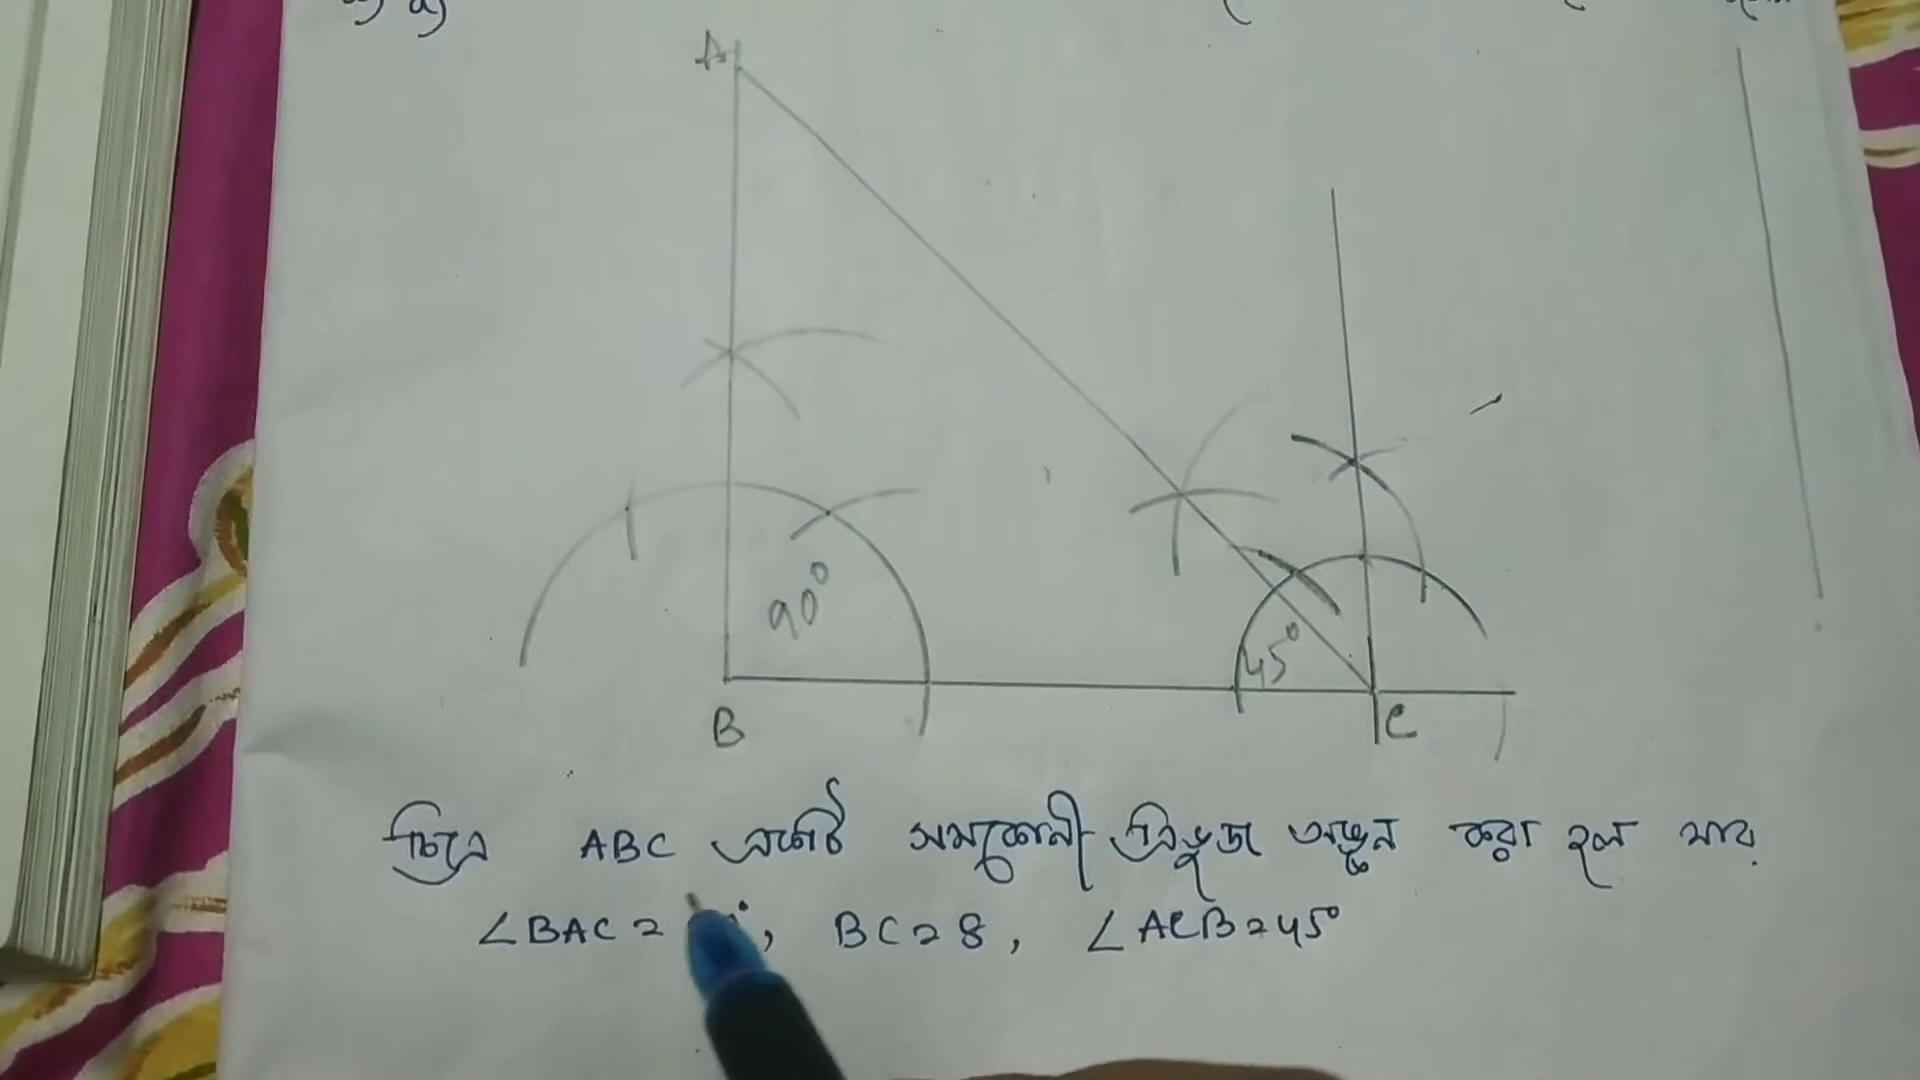 a)
A
90°
45°
B
C
চিত্রে ABC একটি সমকোণী ত্রিভুজ অঙ্কন করা হল যার
∠BAC = °, BC = 8, ∠ACB = 45°